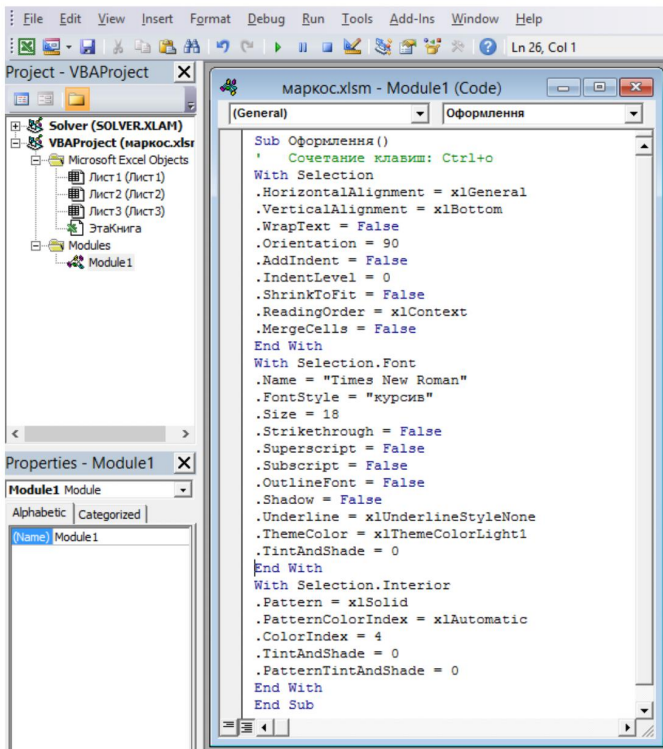 File Edit View Insert Format Debug Run Tools Add-Ins Window Help
Ln 26, Col 1
Project - VBAProject
Solver (SOLVER.XLAM)
VBAProject (маркос.xlsm
Microsoft Excel Objects
Лист1 (Лист1)
Лист2 (Лист2)
Лист3 (Лист3)
ЭтаКнига
Modules
Module1
Properties - Module1
Module1 Module
Alphabetic Categorized
(Name) Module1
маркос.xlsm - Module1 (Code)
(General) Оформлення
Sub Оформлення()
' Сочетание клавиш: Ctrl+о
With Selection
.HorizontalAlignment = xlGeneral
.VerticalAlignment = xlBottom
.WrapText = False
.Orientation = 90
.AddIndent = False
.IndentLevel = 0
.ShrinkToFit = False
.ReadingOrder = xlContext
.MergeCells = False
End With
With Selection.Font
.Name = "Times New Roman"
.FontStyle = "курсив"
.Size = 18
.Strikethrough = False
.Superscript = False
.Subscript = False
.OutlineFont = False
.Shadow = False
.Underline = xlUnderlineStyleNone
.ThemeColor = xlThemeColorLight1
.TintAndShade = 0
End With
With Selection.Interior
.Pattern = xlSolid
.PatternColorIndex = xlAutomatic
.ColorIndex = 4
.TintAndShade = 0
.PatternTintAndShade = 0
End With
End Sub